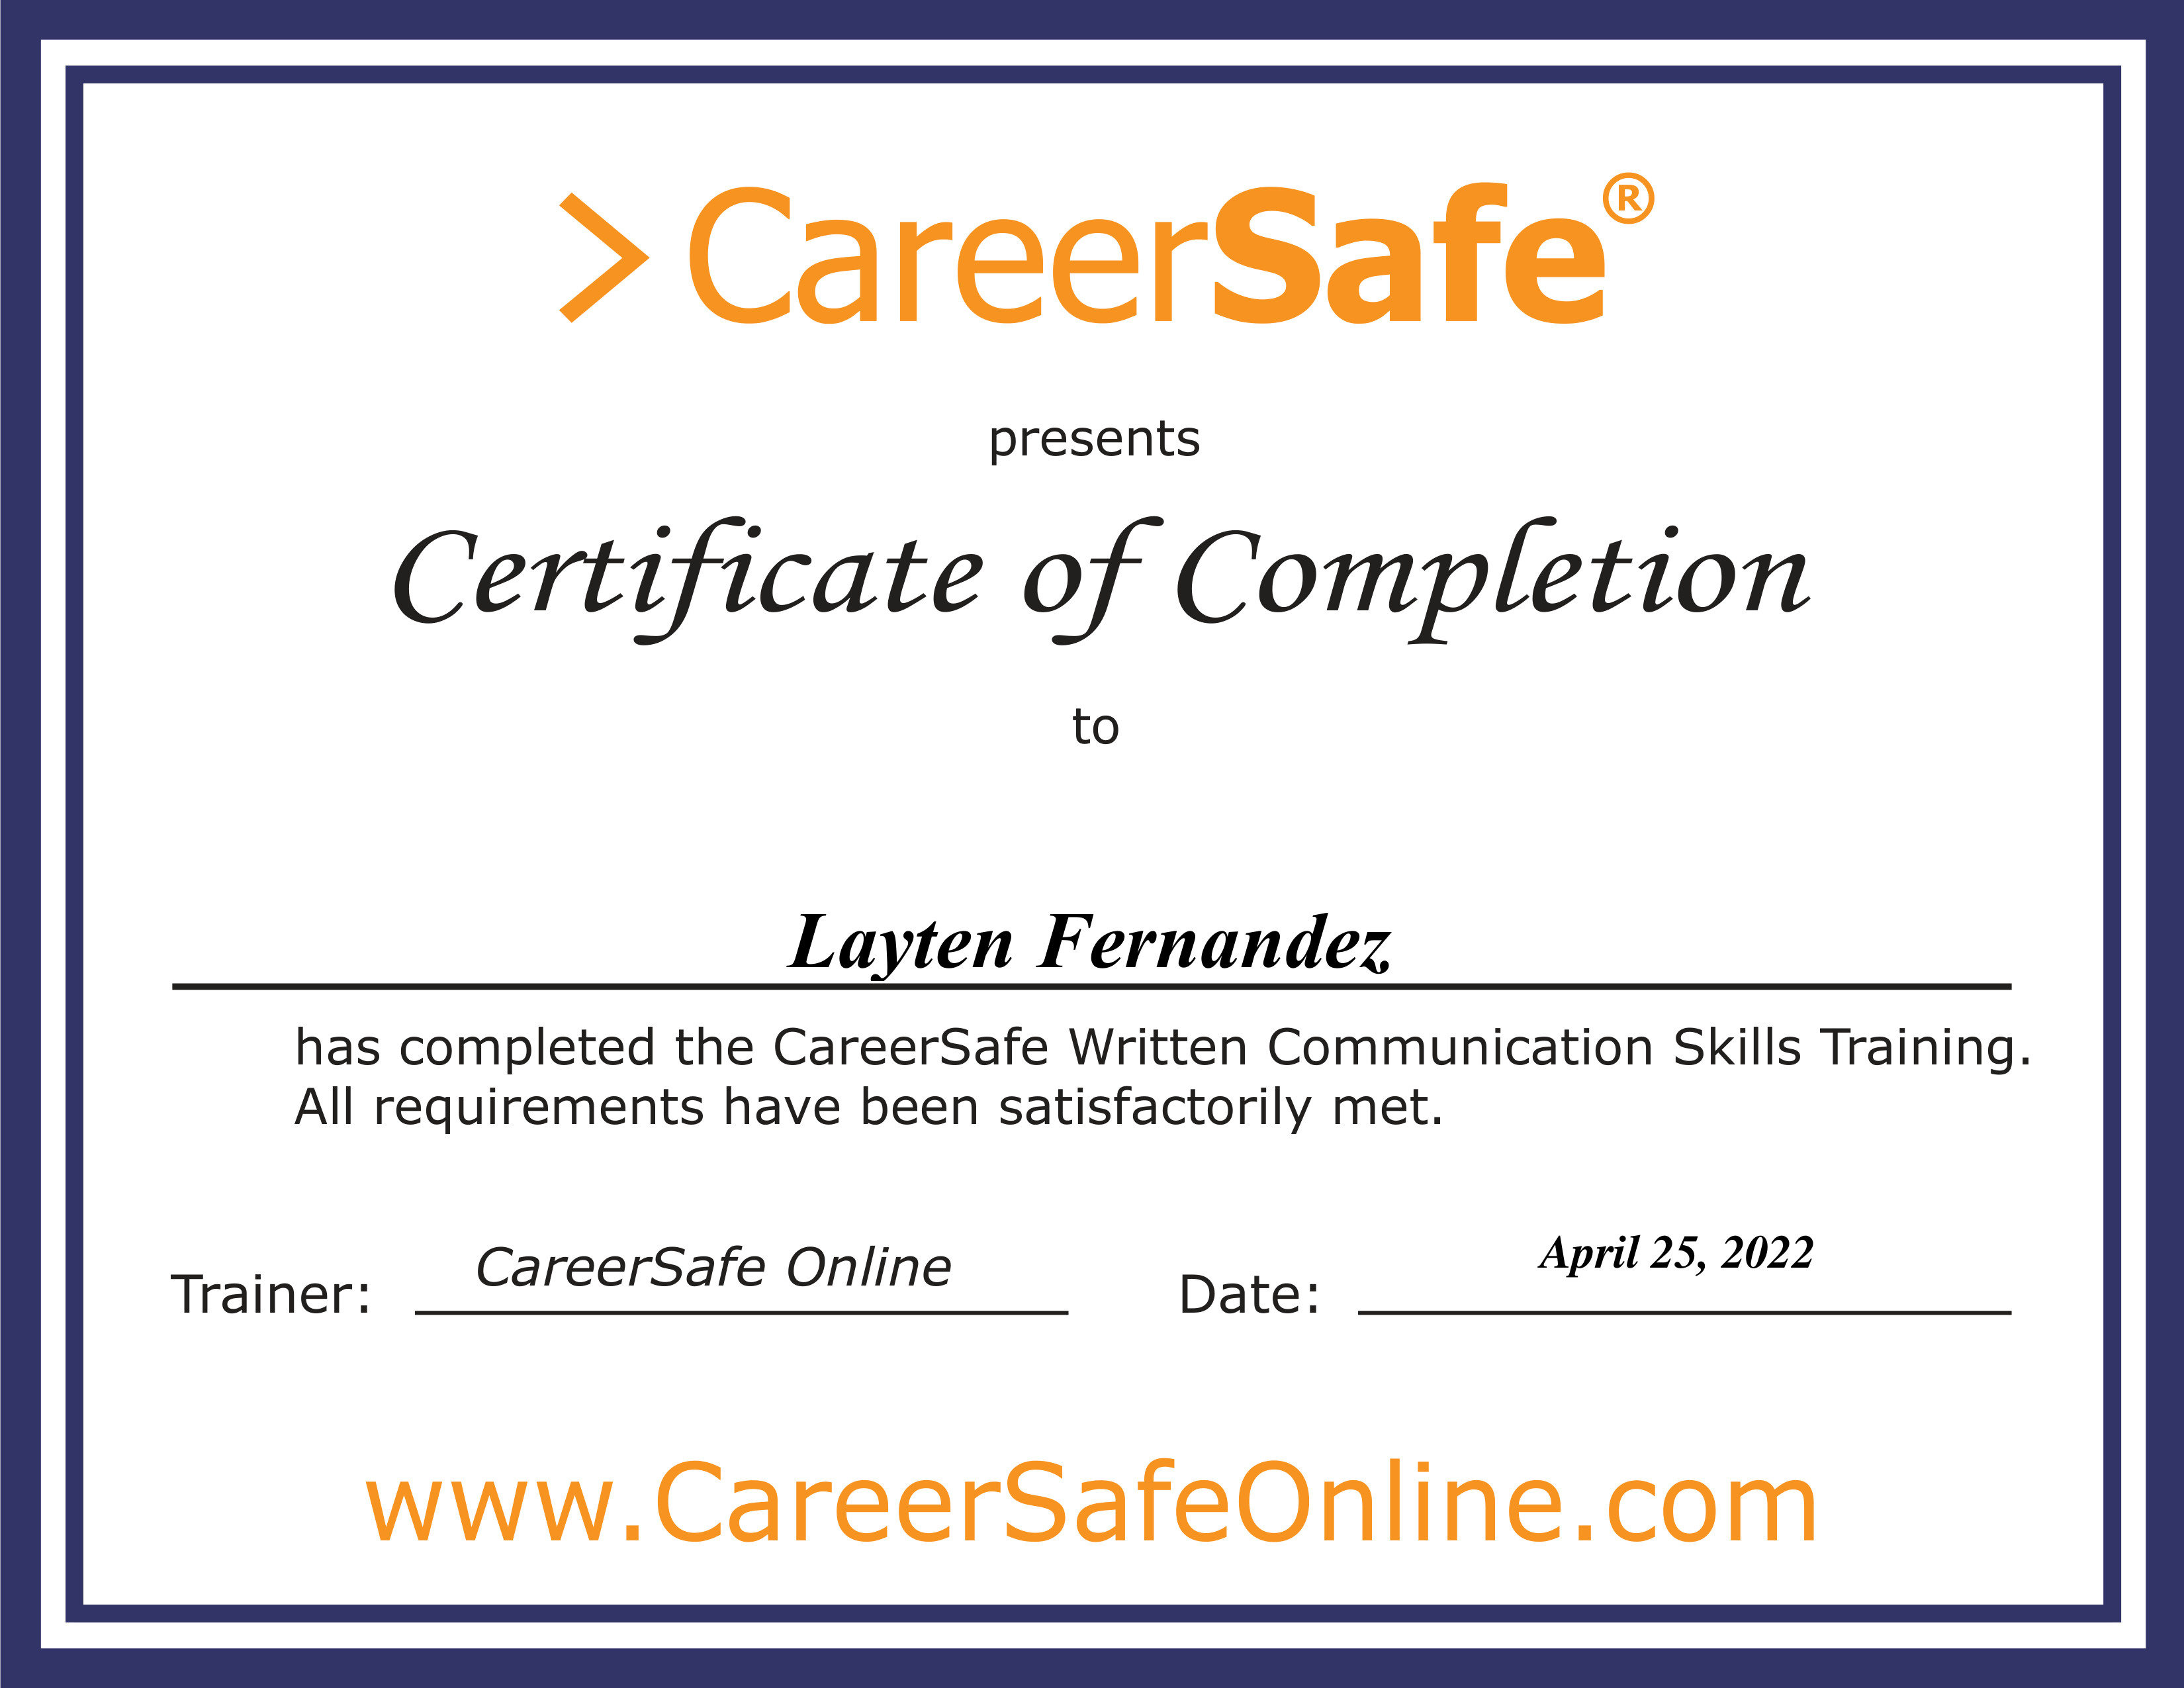 > CareerSafe®
presents
Certificate of Completion
to
Layten Fernandez
has completed the CareerSafe Written Communication Skills Training.
All requirements have been satisfactorily met.
Trainer: CareerSafe Online Date: April 25, 2022
www.CareerSafeOnline.com